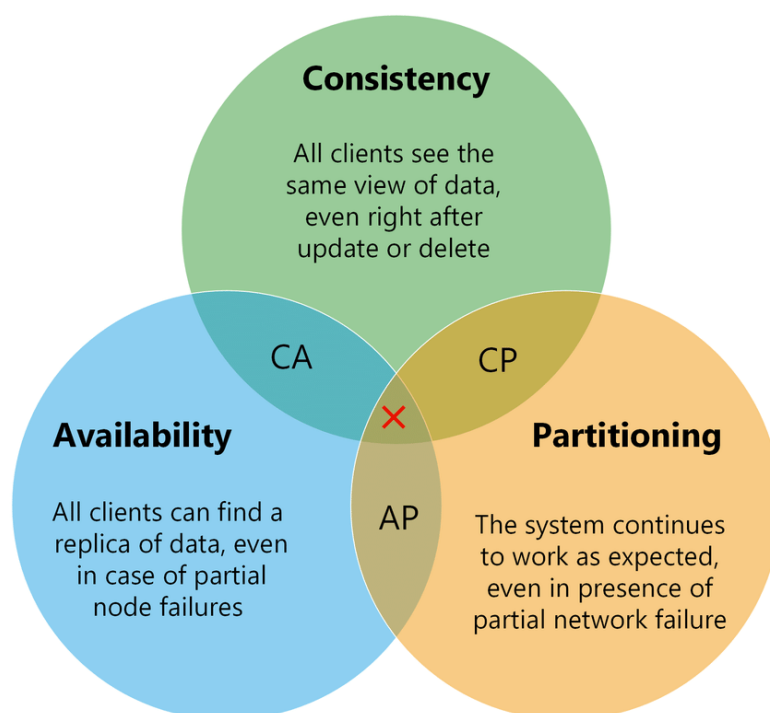 Consistency
All clients see the
same view of data,
even right after
update or delete
CA
CP
Availability
Partitioning
All clients can find a
replica of data, even
in case of partial
node failures
AP
The system continues
to work as expected,
even in presence of
partial network failure